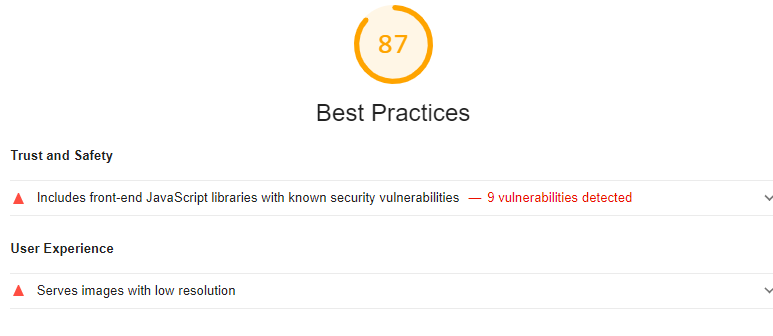 87
Best Practices
Trust and Safety
Includes front-end JavaScript libraries with known security vulnerabilities — 9 vulnerabilities detected
User Experience
Serves images with low resolution